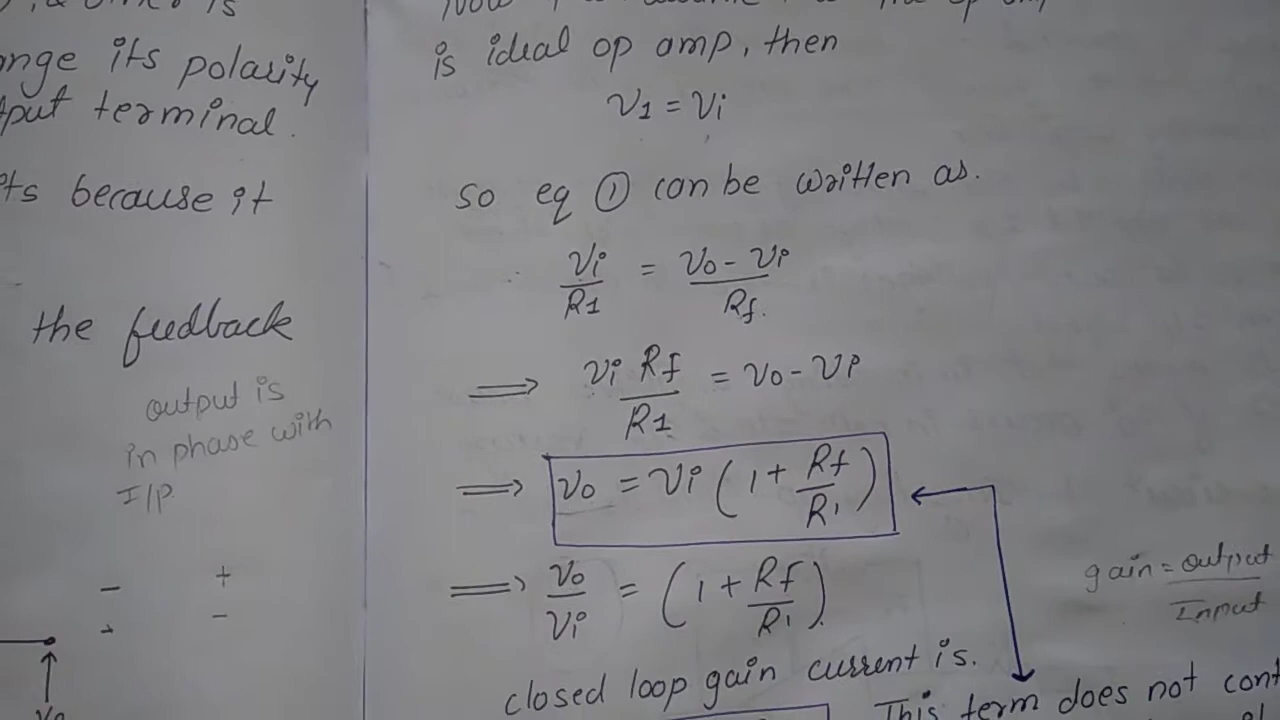 is
nge its polarity
put terminal.
ts because it
the feedback
output is
in phase with
I/P
- +
+ -
is ideal op amp, then
V1 = Vi
so eq ① can be written as.
Vi/R1 = Vo - Vi/Rf.
⟹ Vi Rf/R1 = Vo - Vi
⟹ Vo = Vi (1 + Rf/R1)
⟹ Vo/Vi = (1 + Rf/R1)
gain = output/Input
closed loop gain current is.
This term does not cont